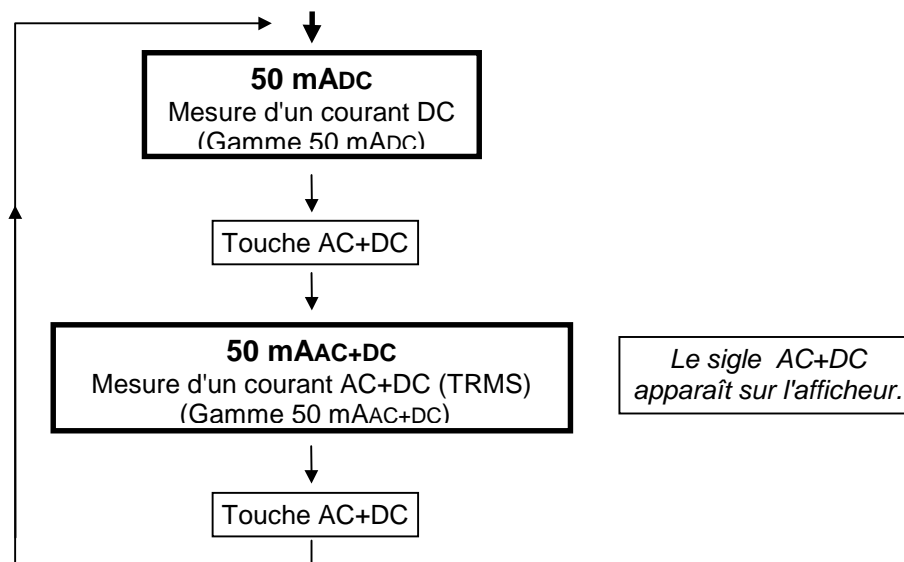 50 mADC
Mesure d'un courant DC
(Gamme 50 mADC)
Touche AC+DC
50 mAAC+DC
Mesure d'un courant AC+DC (TRMS)
(Gamme 50 mAAC+DC)
Le sigle AC+DC
apparaît sur l'afficheur.
Touche AC+DC